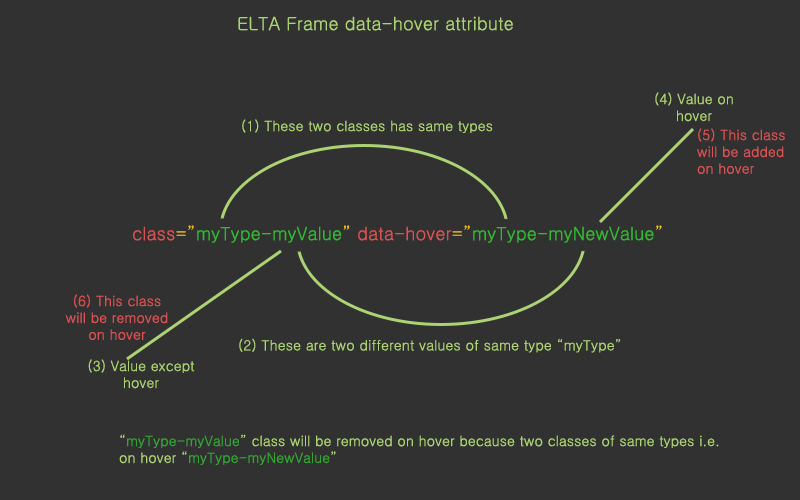 ELTA Frame data-hover attribute
(4) Value on
hover
(1) These two classes has same types
(5) This class
will be added
on hover
class=”myType-myValue” data-hover=”myType-myNewValue”
(6) This class
will be removed
on hover
(2) These are two different values of same type “myType”
(3) Value except
hover
“myType-myValue” class will be removed on hover because two classes of same types i.e.
on hover “myType-myNewValue”